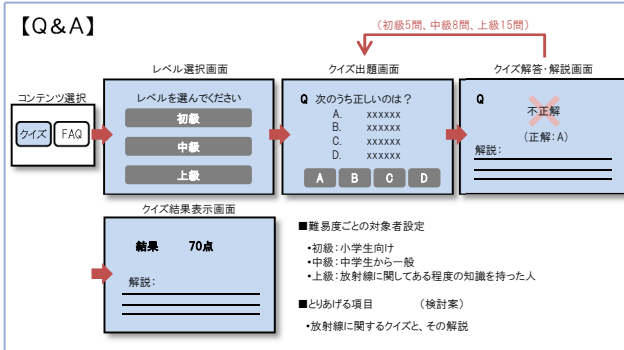 【Q&A】
(初級5問、中級8問、上級15問)
レベル選択画面
クイズ出題画面
クイズ解答・解説画面
コンテンツ選択
クイズ
FAQ
レベルを選んでください
初級
中級
上級
Q 次のうち正しいのは?
A. xxxxxx
B. xxxxxx
C. xxxxxx
D. xxxxxx
A B C D
Q
不正解
(正解:A)
解説:
クイズ結果表示画面
結果 70点
解説:
■難易度ごとの対象者設定
・初級:小学生向け
・中級:中学生から一般
・上級:放射線に関してある程度の知識を持った人
■とりあげる項目 (検討案)
・放射線に関するクイズと、その解説